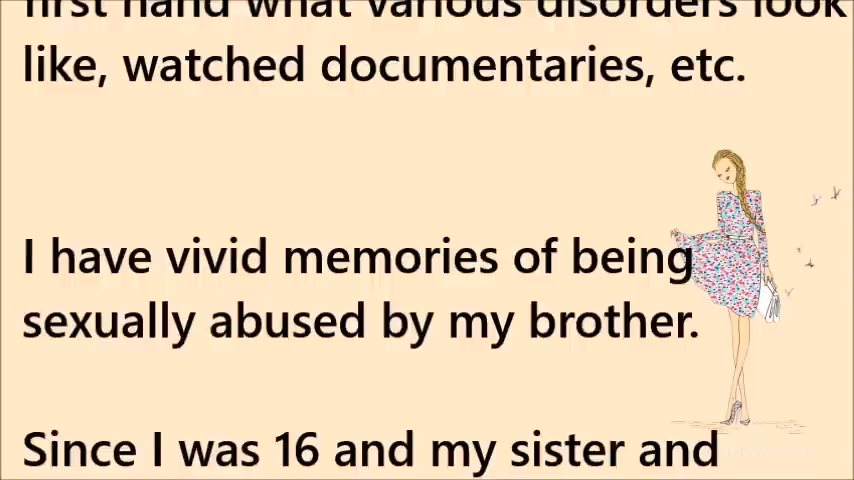 first hand what various disorders look
like, watched documentaries, etc.
I have vivid memories of being
sexually abused by my brother.
Since I was 16 and my sister and